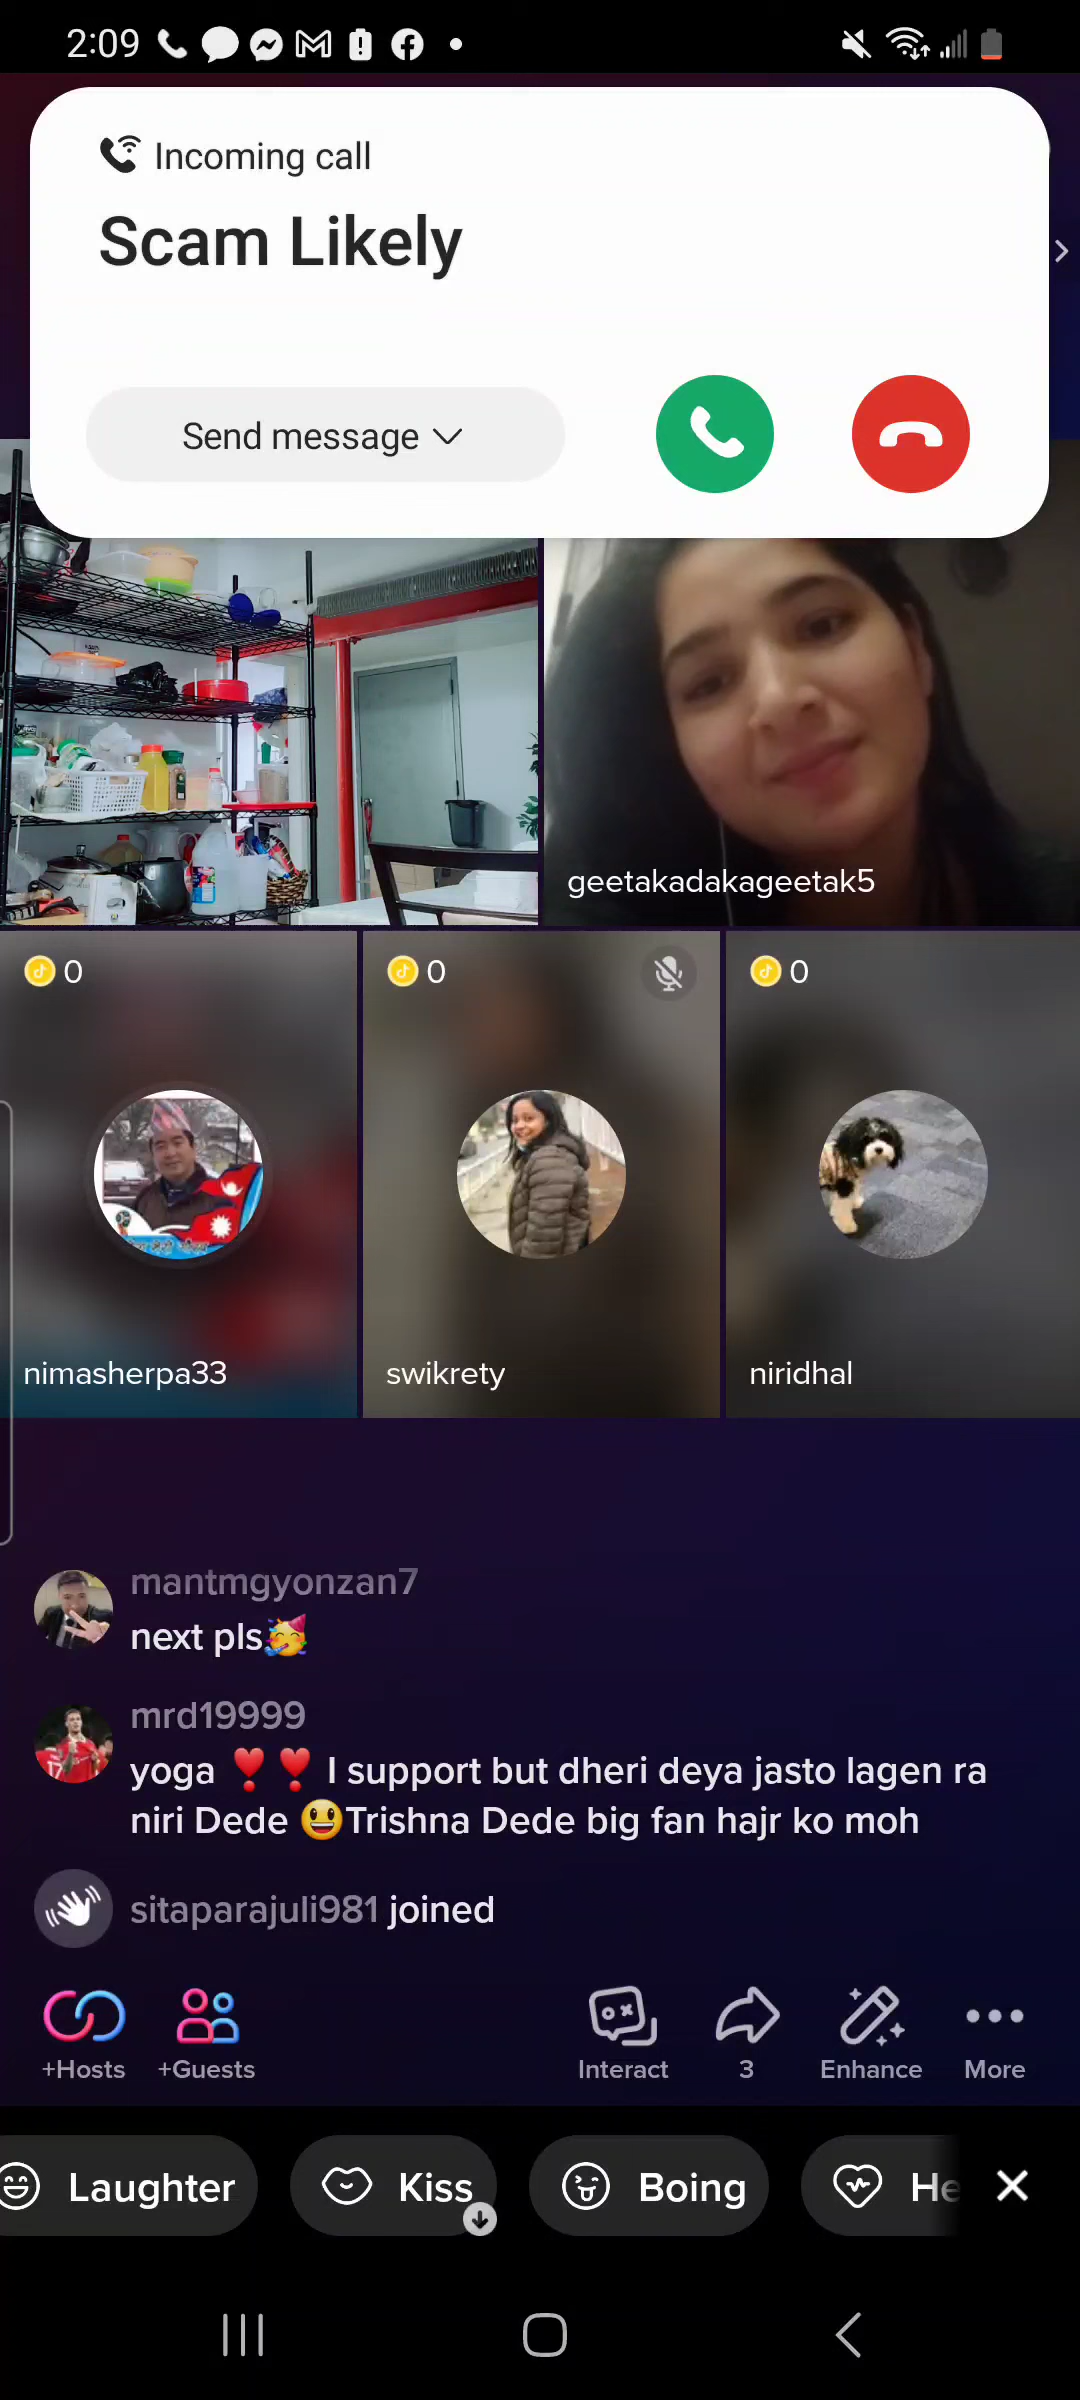 2:09
Incoming call
Scam Likely
Send message
geetakadakageetak5
0
0
0
nimasherpa33
swikrety
niridhal
mantmgyonzan7
next pls🥳
mrd19999
yoga ❣️❣️ I support but dheri deya jasto lagen ra
niri Dede 😃Trishna Dede big fan hajr ko moh
sitaparajuli981 joined
+Hosts
+Guests
Interact
3
Enhance
More
Laughter
Kiss
Boing
He